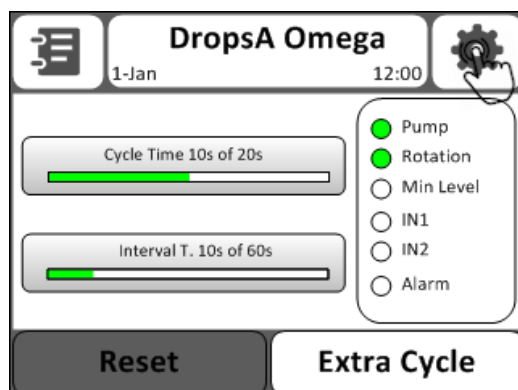 DropsA Omega
1-Jan 12:00
Cycle Time 10s of 20s
Interval T. 10s of 60s
Pump
Rotation
Min Level
IN1
IN2
Alarm
Reset
Extra Cycle